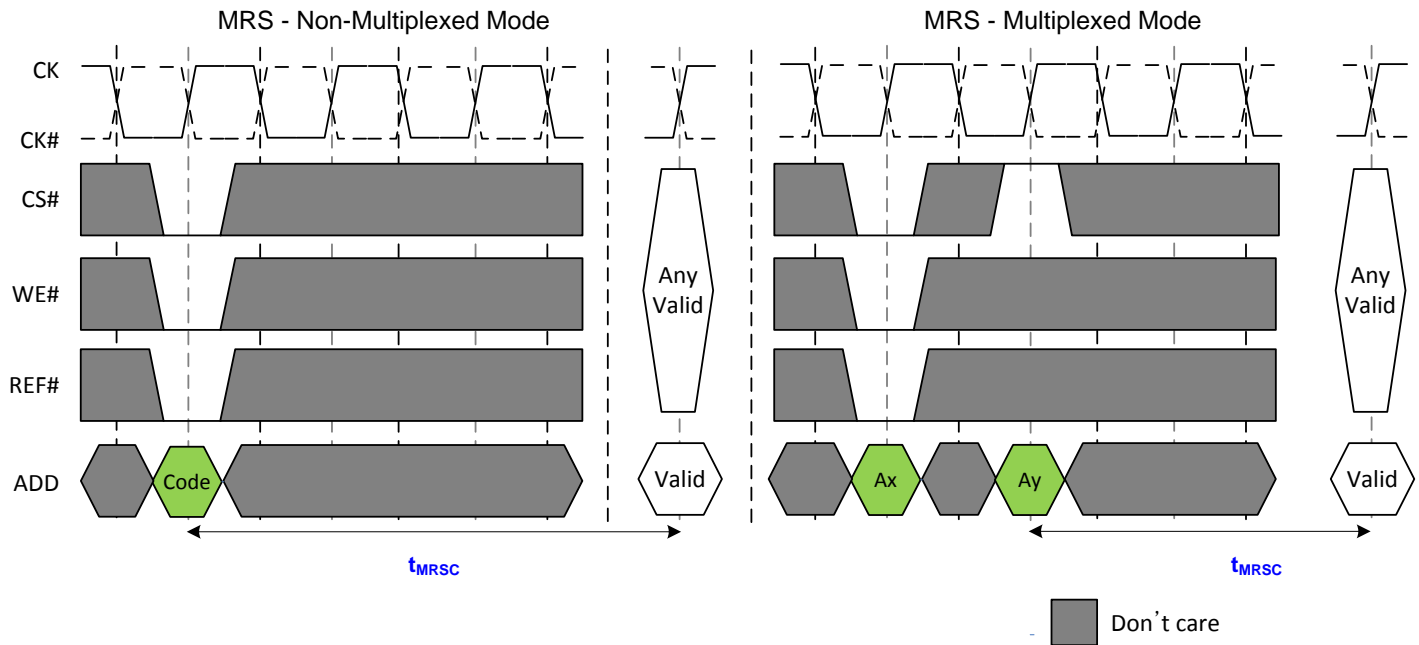 MRS - Non-Multiplexed Mode
MRS - Multiplexed Mode
CK
CK#
CS#
WE#
REF#
ADD
Any
Valid
Any
Valid
Code
Valid
Ax
Ay
Valid
tMRSC
tMRSC
Don't care